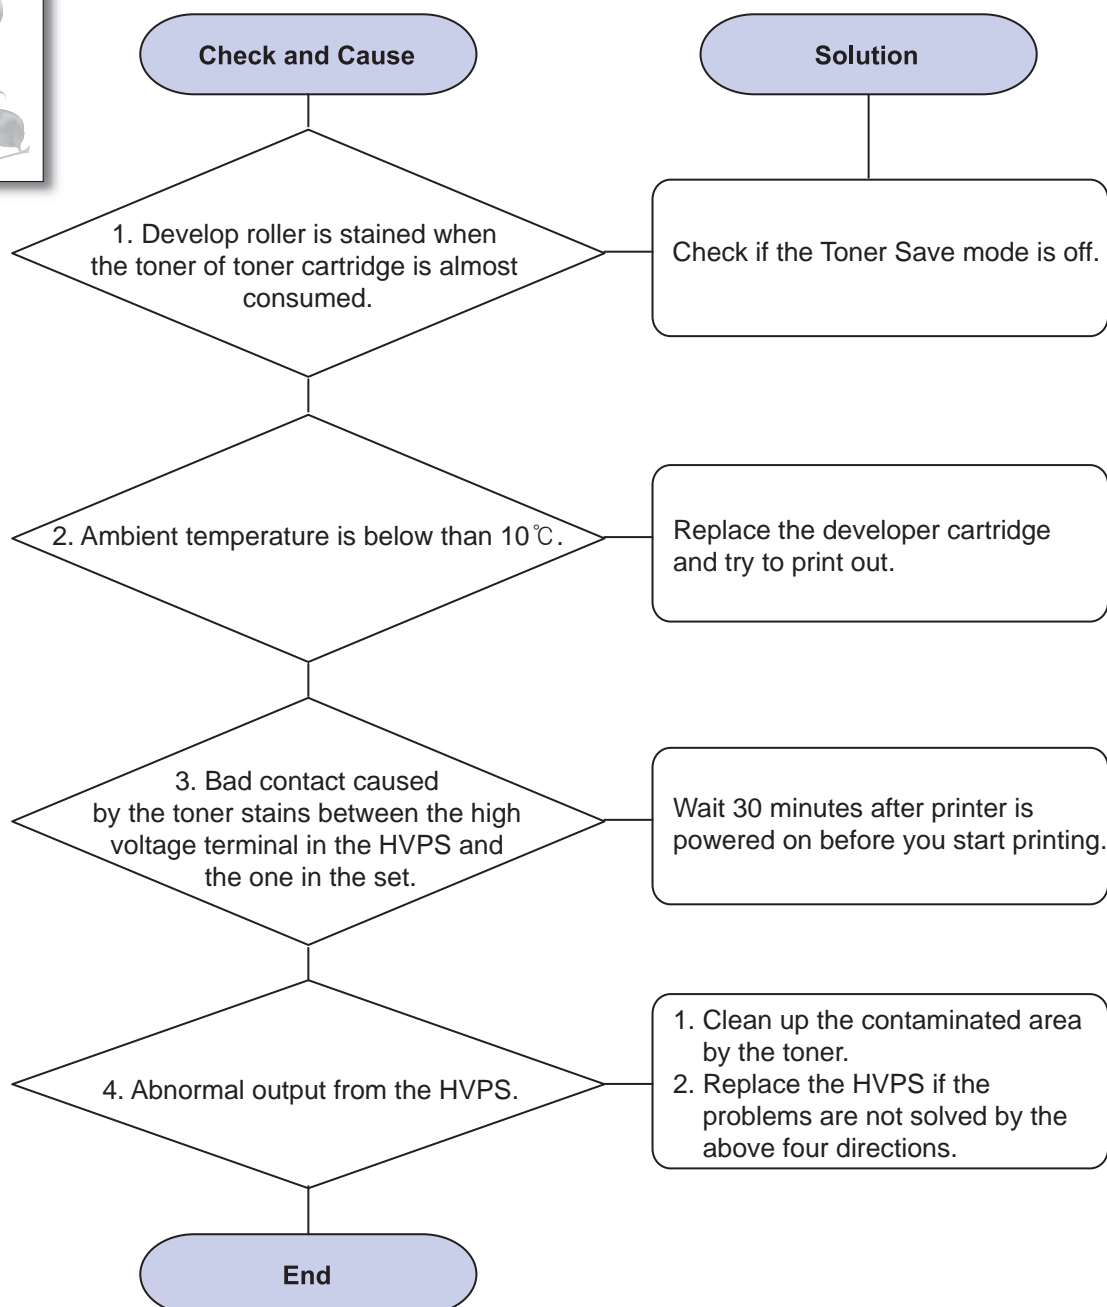 Check and Cause
Solution
1. Develop roller is stained when
the toner of toner cartridge is almost
consumed.
Check if the Toner Save mode is off.
2. Ambient temperature is below than 10℃.
Replace the developer cartridge
and try to print out.
3. Bad contact caused
by the toner stains between the high
voltage terminal in the HVPS and
the one in the set.
Wait 30 minutes after printer is
powered on before you start printing.
4. Abnormal output from the HVPS.
1. Clean up the contaminated area
by the toner.
2. Replace the HVPS if the
problems are not solved by the
above four directions.
End